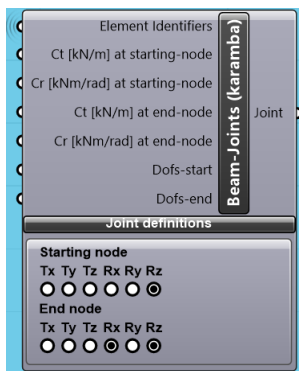 Element Identifiers
Ct [kN/m] at starting-node
Cr [kNm/rad] at starting-node
Ct [kN/m] at end-node
Cr [kNm/rad] at end-node
Dofs-start
Dofs-end
Beam-Joints (karamba)
Joint
Joint definitions
Starting node
Tx Ty Tz Rx Ry Rz
End node
Tx Ty Tz Rx Ry Rz